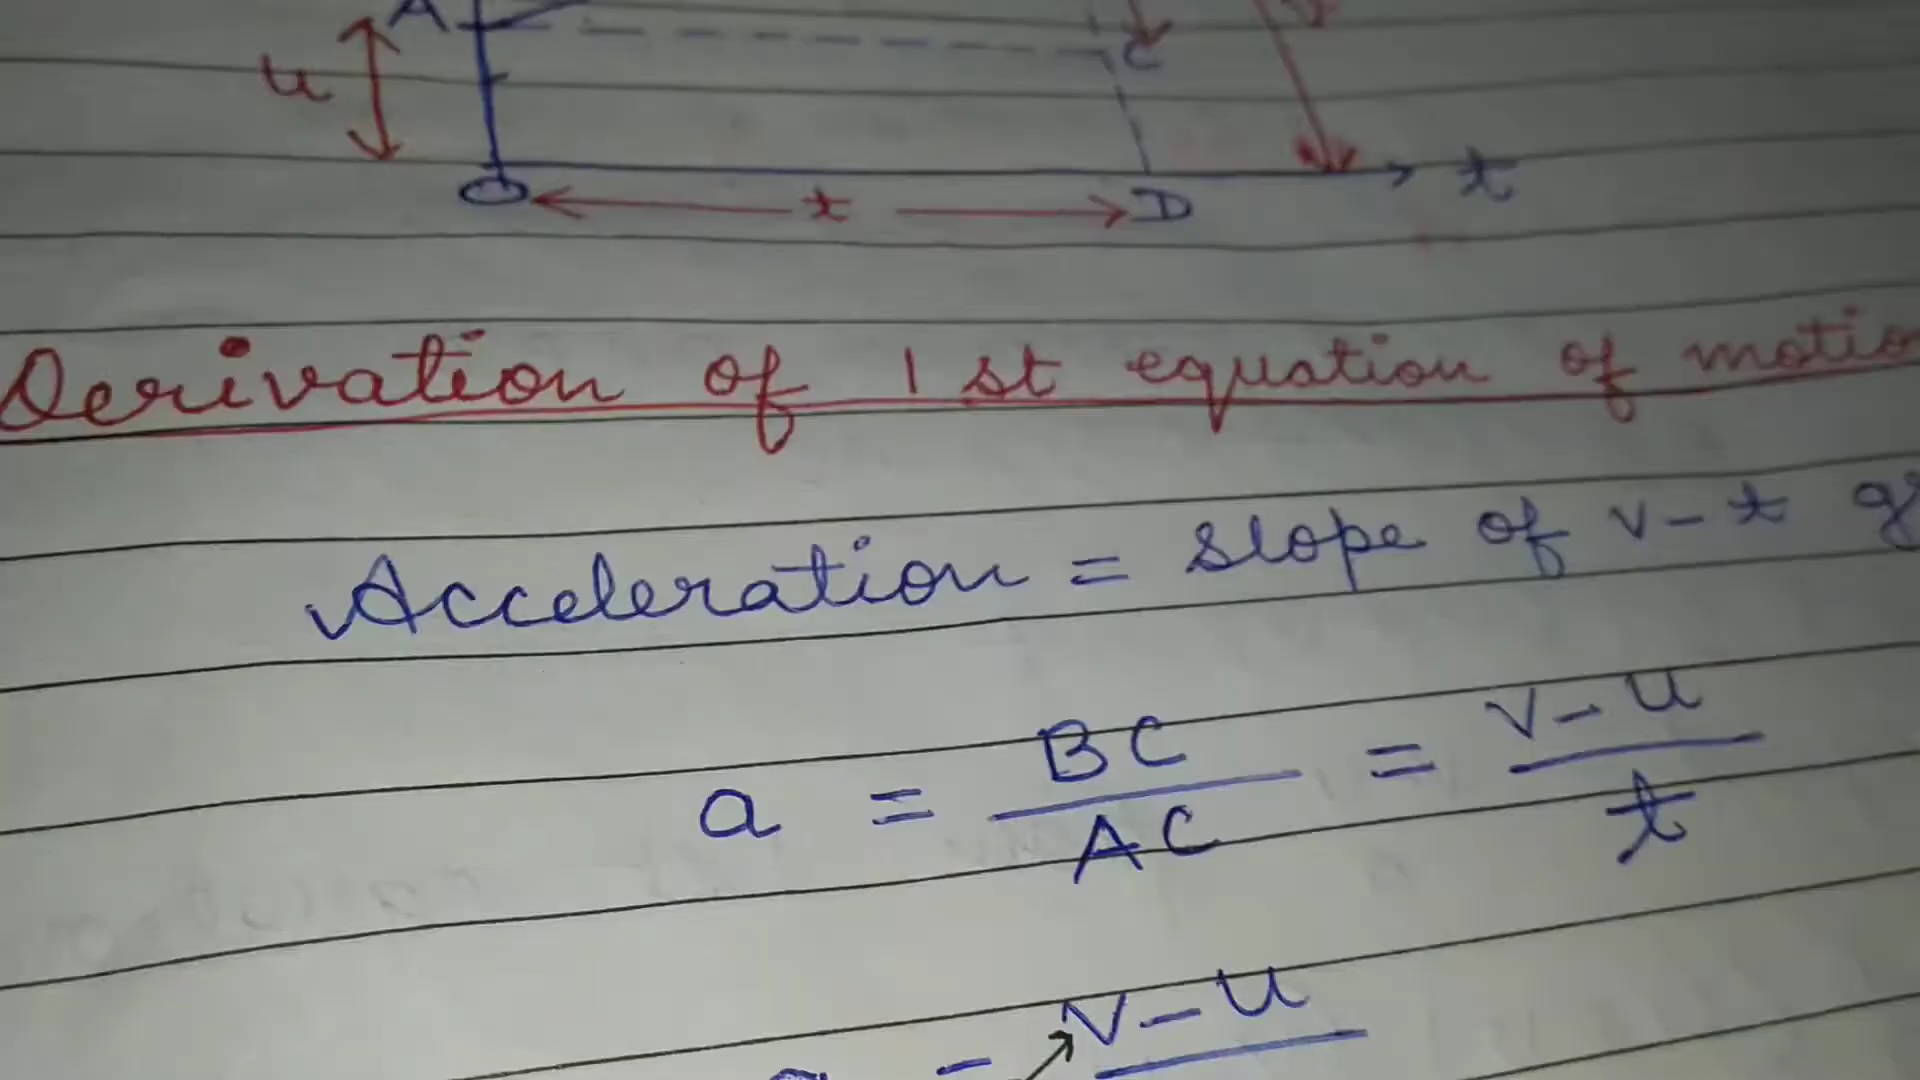 A
C
u
t
t
D
Derivation of 1st equation of motio
Acceleration = slope of v-t g
a = BC / AC = v-u / t
v-u